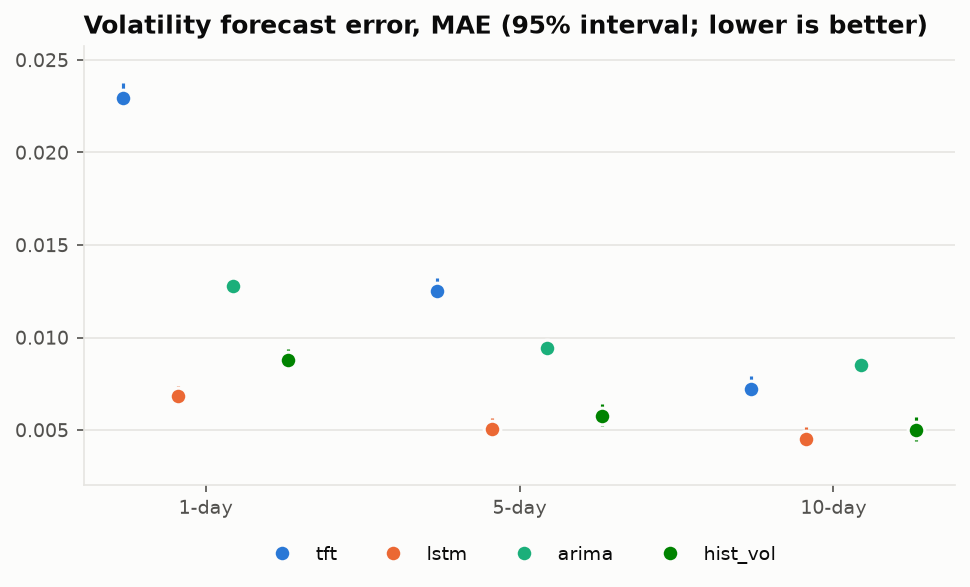 Volatility forecast error, MAE (95% interval; lower is better)
0.025
0.020
0.015
0.010
0.005
1-day 5-day 10-day
tft lstm arima hist_vol